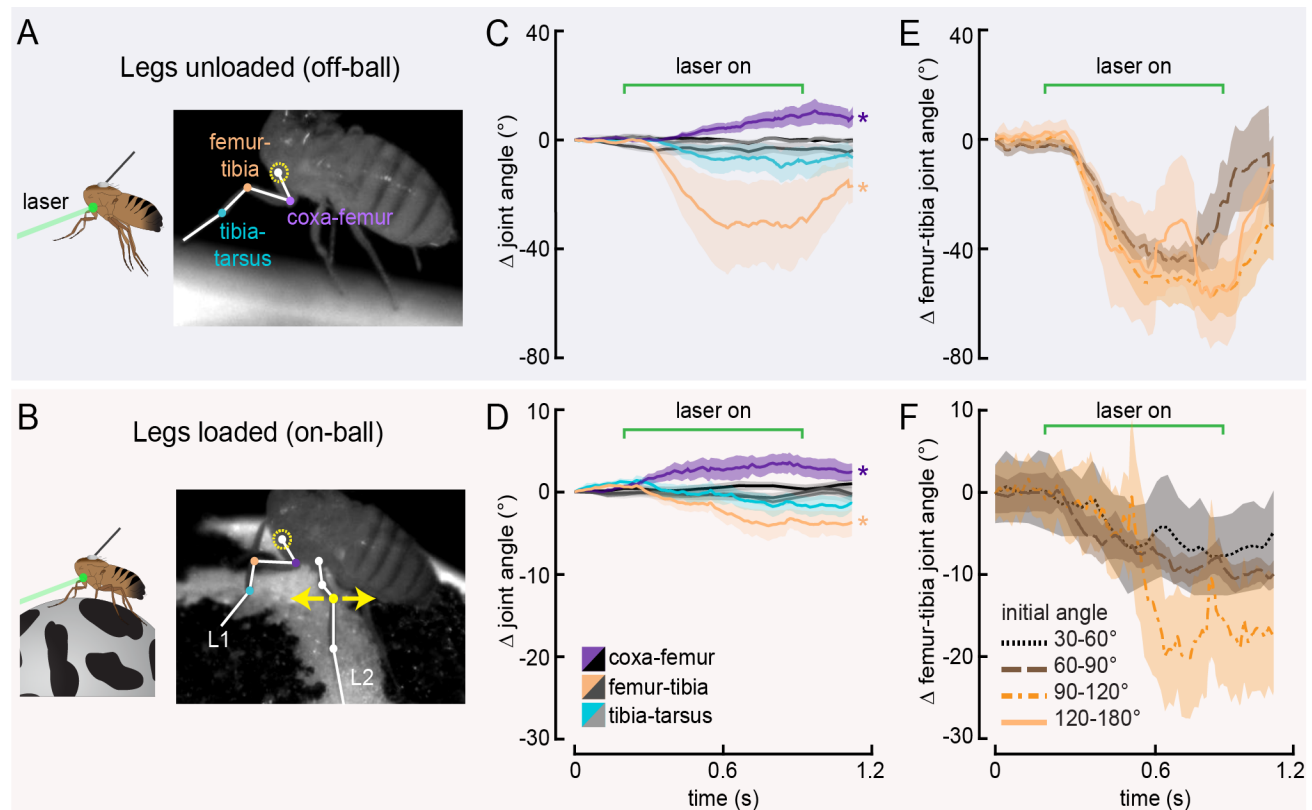 A
Legs unloaded (off-ball)
laser
femur-
tibia
coxa-femur
tibia-
tarsus
C
40
0
-40
-80
Δ joint angle (°)
laser on
*
*
E
40
0
-40
-80
Δ femur-tibia joint angle (°)
laser on
B
Legs loaded (on-ball)
L1
L2
D
10
0
-10
-20
-30
Δ joint angle (°)
laser on
*
*
coxa-femur
femur-tibia
tibia-tarsus
0
0.6
1.2
time (s)
F
10
0
-10
-20
-30
Δ femur-tibia joint angle (°)
laser on
initial angle
30-60°
60-90°
90-120°
120-180°
0
0.6
1.2
time (s)